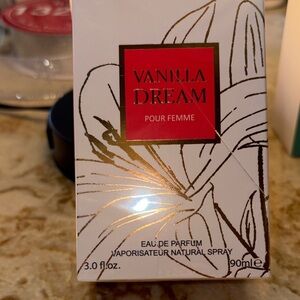 VANILLA
DREAM
POUR FEMME
EAU DE PARFUM
VAPORISATEUR NATURAL SPRAY
3.0 fl.oz. 90ml e